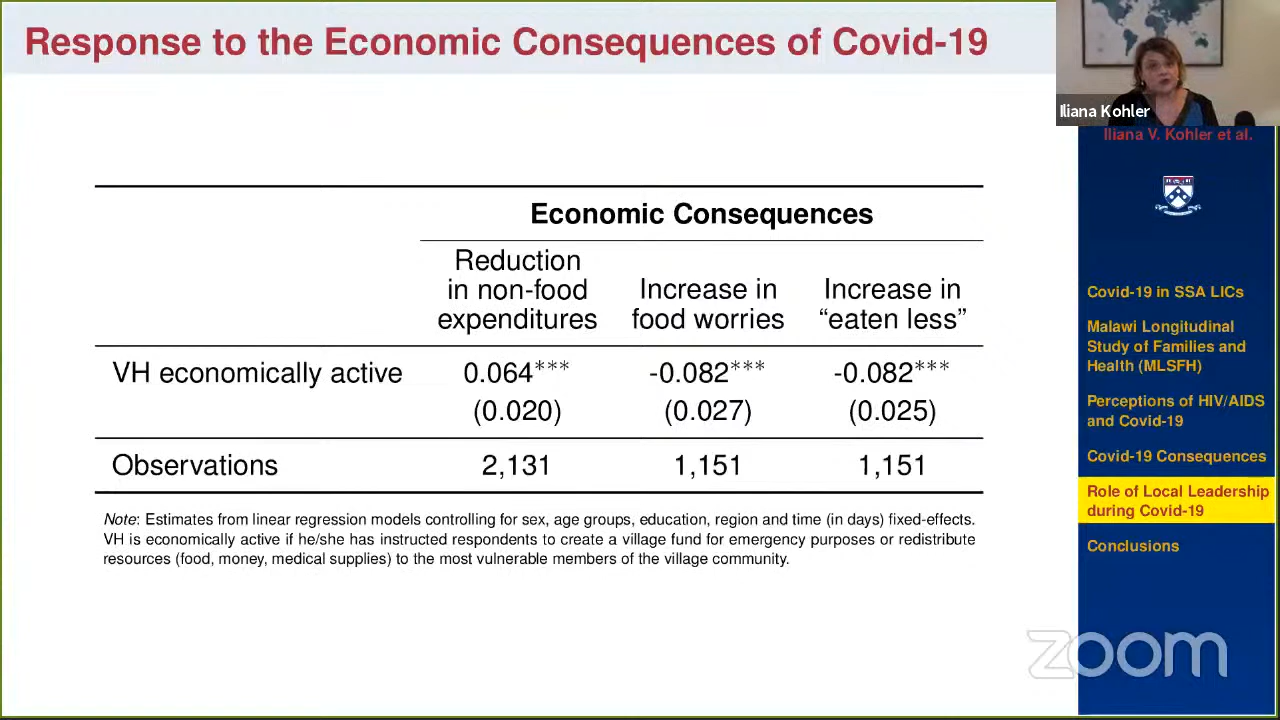 Response to the Economic Consequences of Covid-19
Iliana Kohler
Iliana V. Kohler et al.
Economic Consequences
Reduction
in non-food
expenditures
Increase in
food worries
Increase in
“eaten less”
VH economically active 0.064*** -0.082*** -0.082***
(0.020) (0.027) (0.025)
Observations 2,131 1,151 1,151
Note: Estimates from linear regression models controlling for sex, age groups, education, region and time (in days) fixed-effects.
VH is economically active if he/she has instructed respondents to create a village fund for emergency purposes or redistribute
resources (food, money, medical supplies) to the most vulnerable members of the village community.
Covid-19 in SSA LICs
Malawi Longitudinal
Study of Families and
Health (MLSFH)
Perceptions of HIV/AIDS
and Covid-19
Covid-19 Consequences
Role of Local Leadership
during Covid-19
Conclusions
zoom